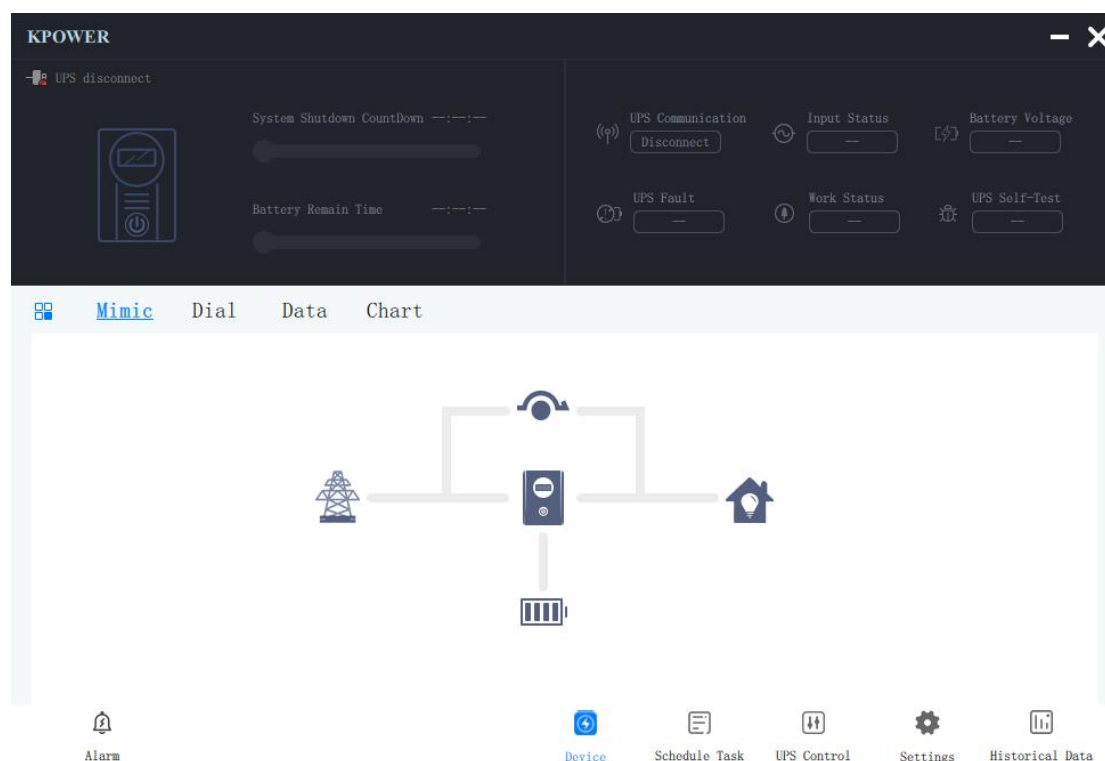 KPOWER
UPS disconnect
System Shutdown CountDown --:--:--
Battery Remain Time --:--:--
UPS Communication
Disconnect
Input Status
--
Battery Voltage
--
UPS Fault
--
Work Status
--
UPS Self-Test
--
Mimic Dial Data Chart
Alarm Device Schedule Task UPS Control Settings Historical Data